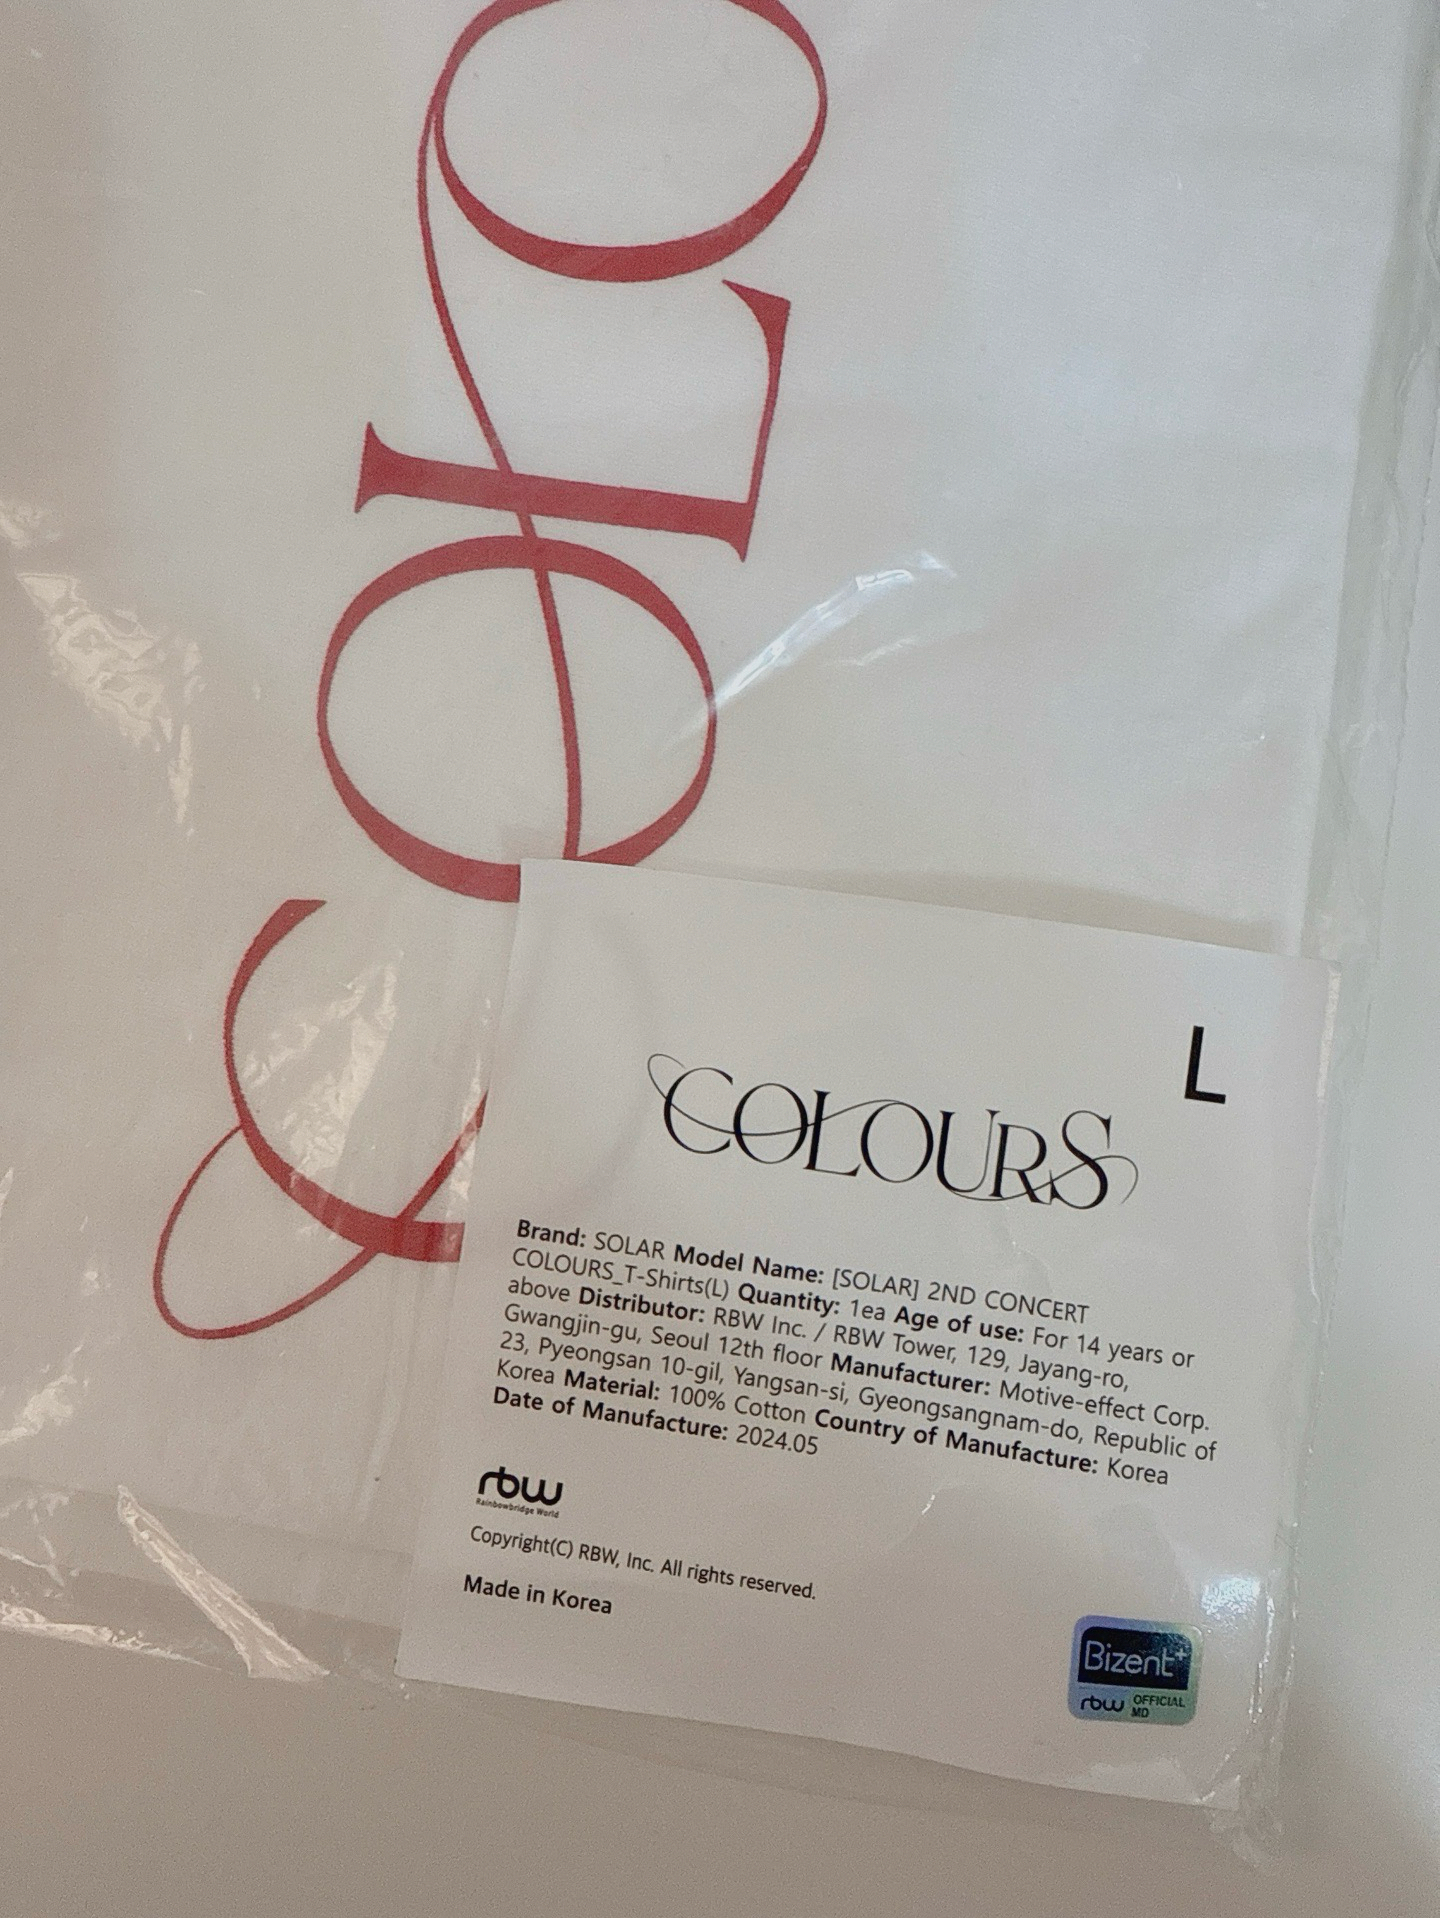 COLO
L
COLOURS
Brand: SOLAR Model Name: [SOLAR] 2ND CONCERT
COLOURS_T-Shirts(L) Quantity: 1ea Age of use: For 14 years or
above Distributor: RBW Inc. / RBW Tower, 129, Jayang-ro,
Gwangjin-gu, Seoul 12th floor Manufacturer: Motive-effect Corp.
23, Pyeongsan 10-gil, Yangsan-si, Gyeongsangnam-do, Republic of
Korea Material: 100% Cotton Country of Manufacture: Korea
Date of Manufacture: 2024.05
rbw
Rainbowbridge World
Copyright(C) RBW, Inc. All rights reserved.
Made in Korea
Bizent+
rbw OFFICIAL
MD